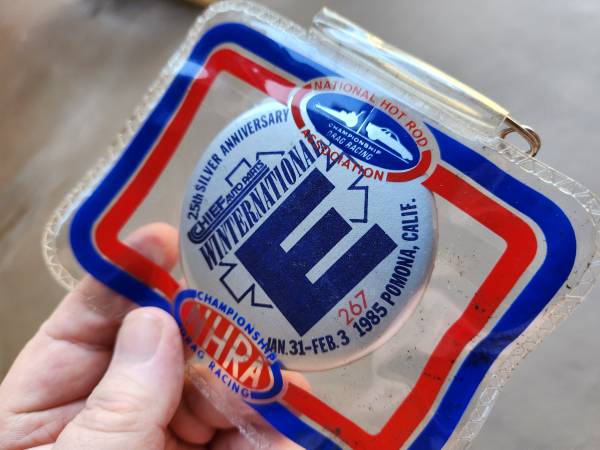 NATIONAL HOT ROD
CHAMPIONSHIP
DRAG RACING
ASSOCIATION
25th SILVER ANNIVERSARY
CHIEF AUTO PARTS
WINTERNATIONAL
E
267
JAN. 31-FEB. 3 1985 POMONA, CALIF.
CHAMPIONSHIP
NHRA
DRAG RACING